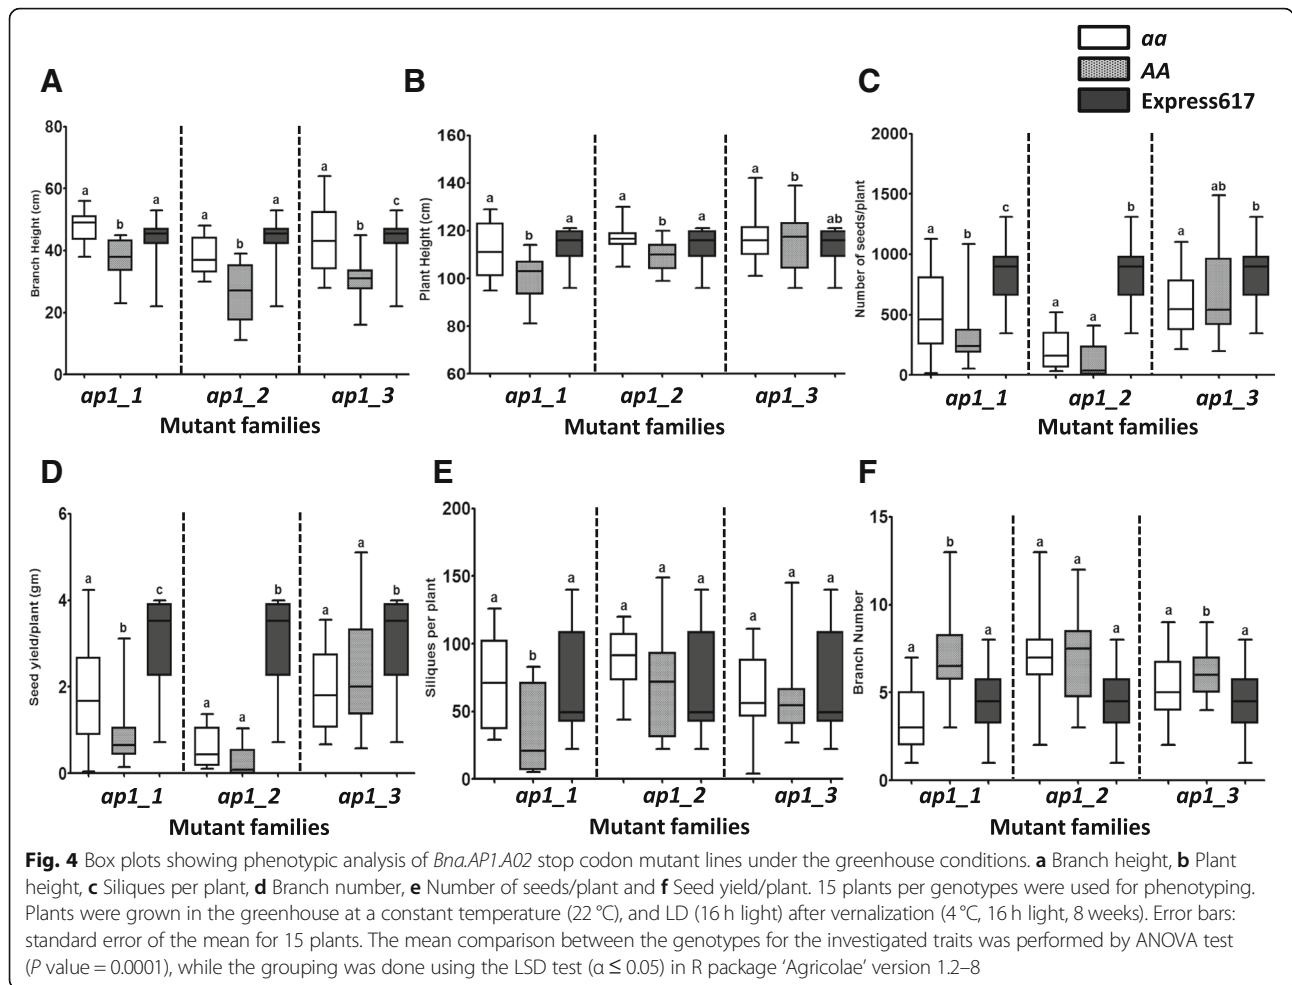 aa
AA
Express617
A
80
60
40
20
0
Branch Height (cm)
a
b
a
a
b
a
a
b
c
ap1_1
ap1_2
ap1_3
Mutant families
B
160
140
120
100
80
60
Plant Height (cm)
a
b
a
a
b
a
a
b
ab
ap1_1
ap1_2
ap1_3
Mutant families
C
2000
1500
1000
500
0
Number of seeds/plant
a
b
c
a
a
b
a
ab
b
ap1_1
ap1_2
ap1_3
Mutant families
D
6
4
2
0
Seed yield/plant (gm)
a
b
c
a
a
b
a
a
b
ap1_1
ap1_2
ap1_3
Mutant families
E
200
150
100
50
0
Siliques per plant
a
b
a
a
a
a
a
a
a
ap1_1
ap1_2
ap1_3
Mutant families
F
15
10
5
0
Branch Number
a
b
a
a
a
a
a
b
a
ap1_1
ap1_2
ap1_3
Mutant families
Fig. 4 Box plots showing phenotypic analysis of Bna.AP1.A02 stop codon mutant lines under the greenhouse conditions. a Branch height, b Plant
height, c Siliques per plant, d Branch number, e Number of seeds/plant and f Seed yield/plant. 15 plants per genotypes were used for phenotyping.
Plants were grown in the greenhouse at a constant temperature (22 °C), and LD (16 h light) after vernalization (4 °C, 16 h light, 8 weeks). Error bars:
standard error of the mean for 15 plants. The mean comparison between the genotypes for the investigated traits was performed by ANOVA test
(P value = 0.0001), while the grouping was done using the LSD test (α ≤ 0.05) in R package ‘Agricolae’ version 1.2–8